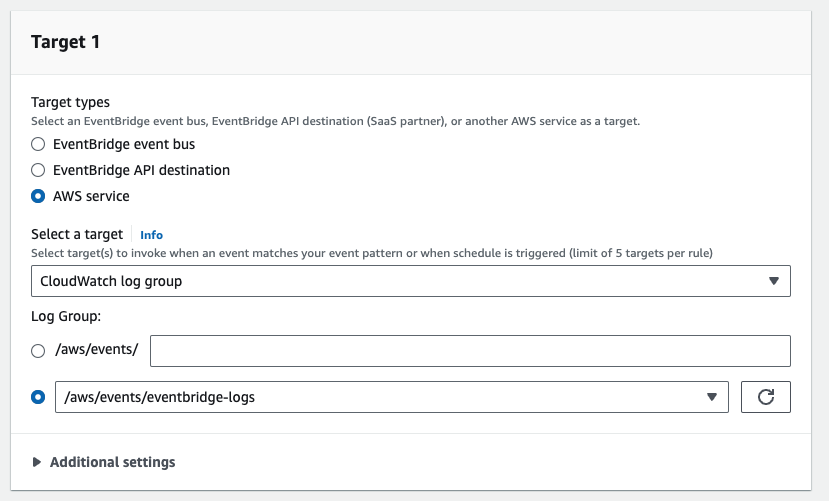 Target 1
Target types
Select an EventBridge event bus, EventBridge API destination (SaaS partner), or another AWS service as a target.
EventBridge event bus
EventBridge API destination
AWS service
Select a target Info
Select target(s) to invoke when an event matches your event pattern or when schedule is triggered (limit of 5 targets per rule)
CloudWatch log group
Log Group:
/aws/events/
/aws/events/eventbridge-logs
Additional settings